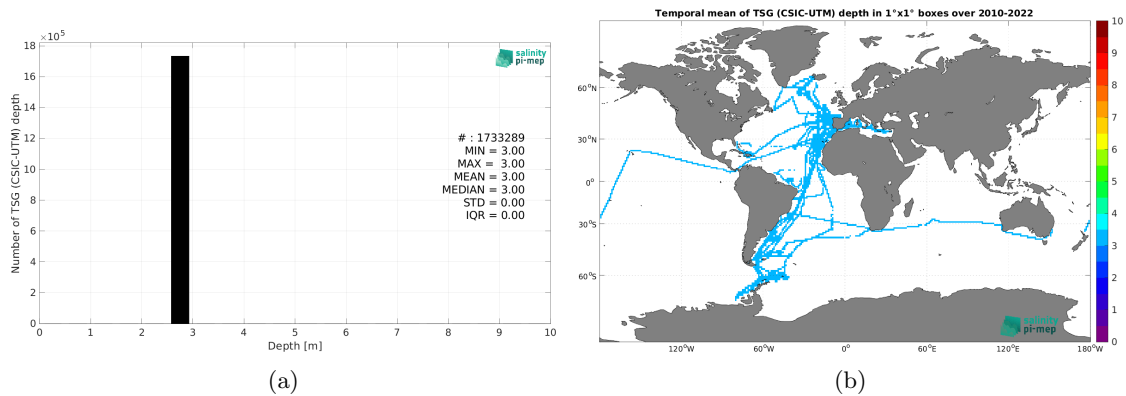 ×10⁵
18
16
14
12
10
8
6
4
2
0
Number of TSG (CSIC-UTM) depth
salinity
pi-mep
# : 1733289
MIN = 3.00
MAX = 3.00
MEAN = 3.00
MEDIAN = 3.00
STD = 0.00
IQR = 0.00
0 1 2 3 4 5 6 7 8 9 10
Depth [m]
(a)
Temporal mean of TSG (CSIC-UTM) depth in 1°x1° boxes over 2010-2022
60°N
30°N
0°
30°S
60°S
120°W 60°W 0° 60°E 120°E 180°W
salinity
pi-mep
10
9
8
7
6
5
4
3
2
1
0
(b)